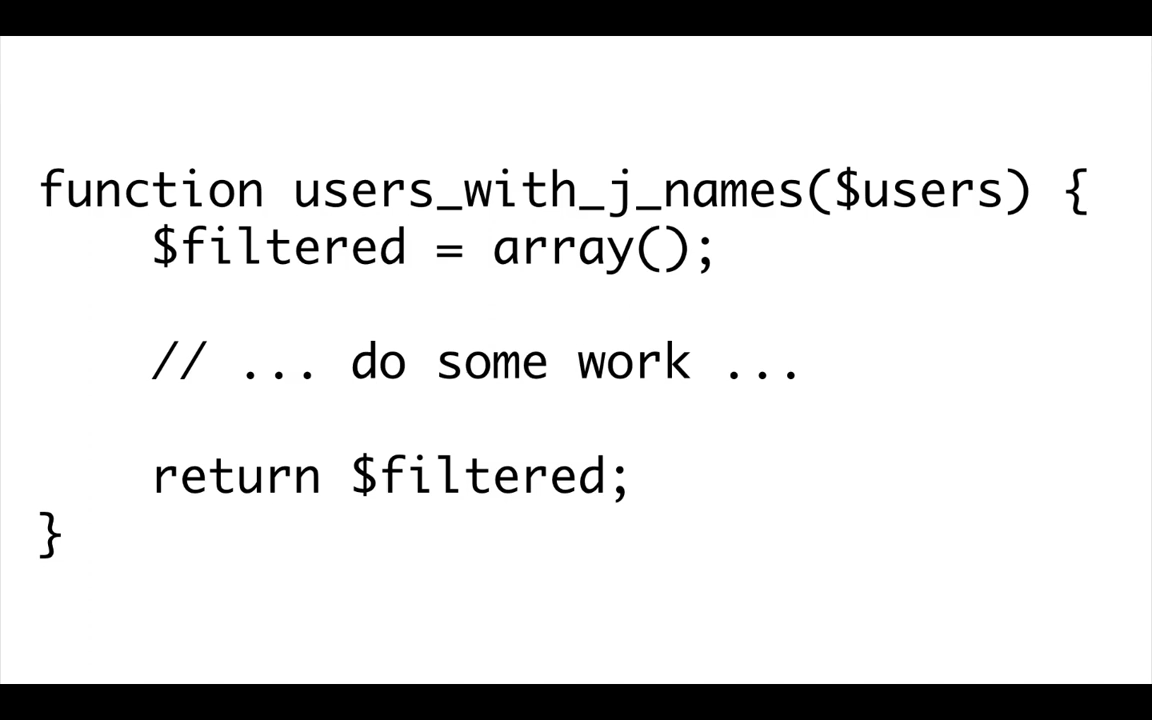 function users_with_j_names($users) {
    $filtered = array();
    // ... do some work ...
    return $filtered;
}